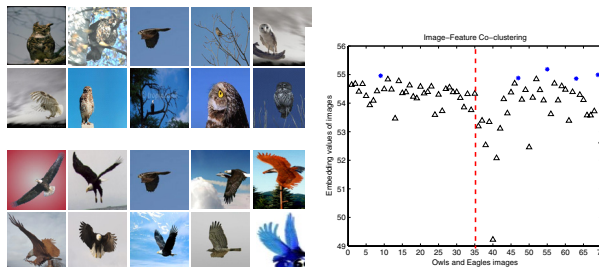 Image-Feature Co-clustering
Embedding values of images
56
55
54
53
52
51
50
49
0 5 10 15 20 25 30 35 40 45 50 55 60 65 70
Owls and Eagles images